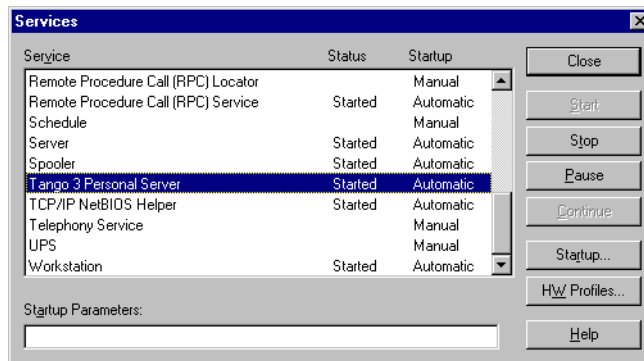 Services
Service Status Startup
Remote Procedure Call (RPC) Locator Manual
Remote Procedure Call (RPC) Service Started Automatic
Schedule Manual
Server Started Automatic
Spooler Started Automatic
Tango 3 Personal Server Started Automatic
TCP/IP NetBIOS Helper Started Automatic
Telephony Service Manual
UPS Manual
Workstation Started Automatic
Startup Parameters:
Close
Start
Stop
Pause
Continue
Startup...
HW Profiles...
Help